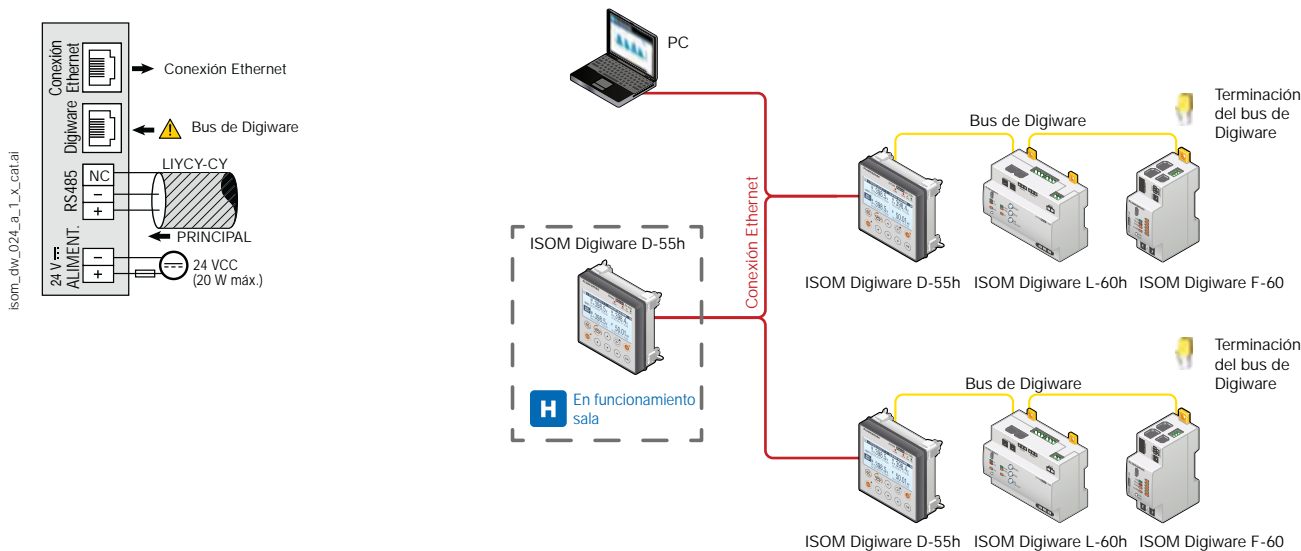 Conexión
Ethernet
Conexión Ethernet
Digiware
Bus de Digiware
RS485
NC
–
+
LIYCY-CY
PRINCIPAL
24 V
ALIMENT.
–
+
24 VCC
(20 W máx.)
isom_dw_024_a_1_x_cat.ai
PC
Conexión Ethernet
ISOM Digiware D-55h
H
En funcionamiento
sala
Bus de Digiware
Terminación
del bus de
Digiware
ISOM Digiware D-55h
ISOM Digiware L-60h
ISOM Digiware F-60
Bus de Digiware
Terminación
del bus de
Digiware
ISOM Digiware D-55h
ISOM Digiware L-60h
ISOM Digiware F-60